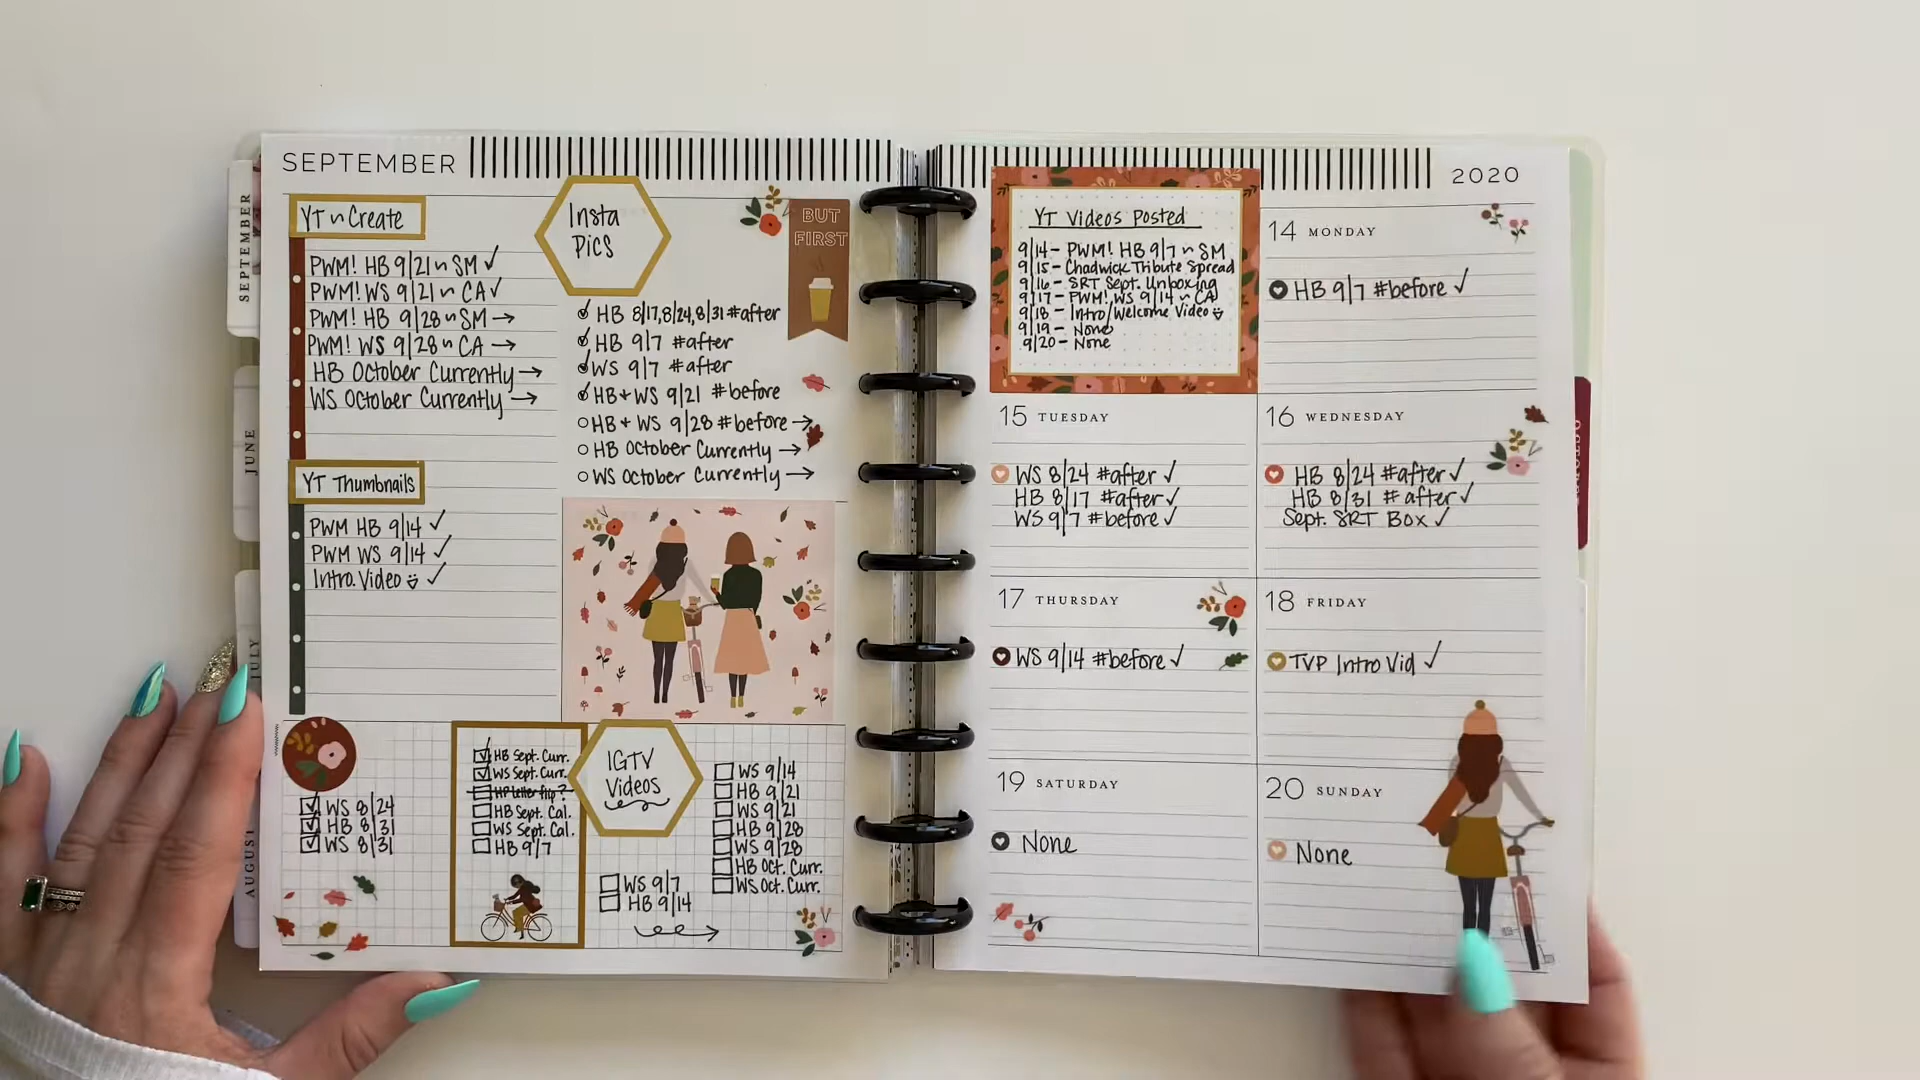 SEPTEMBER
YT ~ Create
PWM! HB 9/21 ~ SM ✓
PWM! WS 9/21 ~ CA ✓
PWM! HB 9/28 ~ SM →
PWM! WS 9/28 ~ CA →
HB October Currently →
WS October Currently →
YT Thumbnails
PWM HB 9/14 ✓
PWM WS 9/14 ✓
Intro. Video ✓
Insta
Pics
HB 8/17, 8/24, 8/31 #after
HB 9/7 #after
WS 9/7 #after
HB + WS 9/21 #before
HB + WS 9/28 #before →
HB October Currently →
WS October Currently →
BUT
FIRST
WS 8/24
HB 8/31
WS 8/31
HB Sept. Curr.
WS Sept. Curr.
HP letter flip?
HB Sept. Cal.
WS Sept. Cal.
HB 9/7
IGTV
Videos
WS 9/7
HB 9/14
WS 9/14
HB 9/21
WS 9/21
HB 9/28
WS 9/28
HB Oct. Curr.
WS Oct. Curr.
2020
YT Videos Posted
9/14 - PWM! HB 9/7 ~ SM
9/15 - Chadwick Tribute Spread
9/16 - SRT Sept. Unboxing
9/17 - PWM! WS 9/14 ~ CA
9/18 - Intro/Welcome Video
9/19 - None
9/20 - None
14 MONDAY
HB 9/7 #before ✓
15 TUESDAY
WS 8/24 #after ✓
HB 8/17 #after ✓
WS 9/7 #before ✓
16 WEDNESDAY
HB 8/24 #after ✓
HB 8/31 #after ✓
Sept. SRT Box ✓
17 THURSDAY
WS 9/14 #before ✓
18 FRIDAY
TVP Intro Vid ✓
19 SATURDAY
None
20 SUNDAY
None
SEPTEMBER
JUNE
JULY
AUGUST